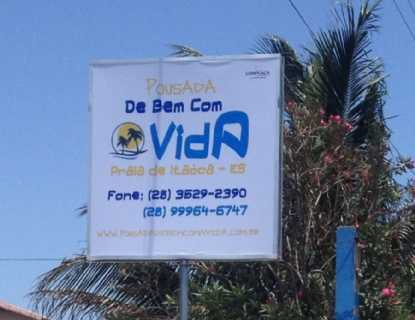 POUSADA
De Bem Com
a Vida
Praia de Itaóca - ES
Fone: (28) 3529-2390
(28) 99964-6747